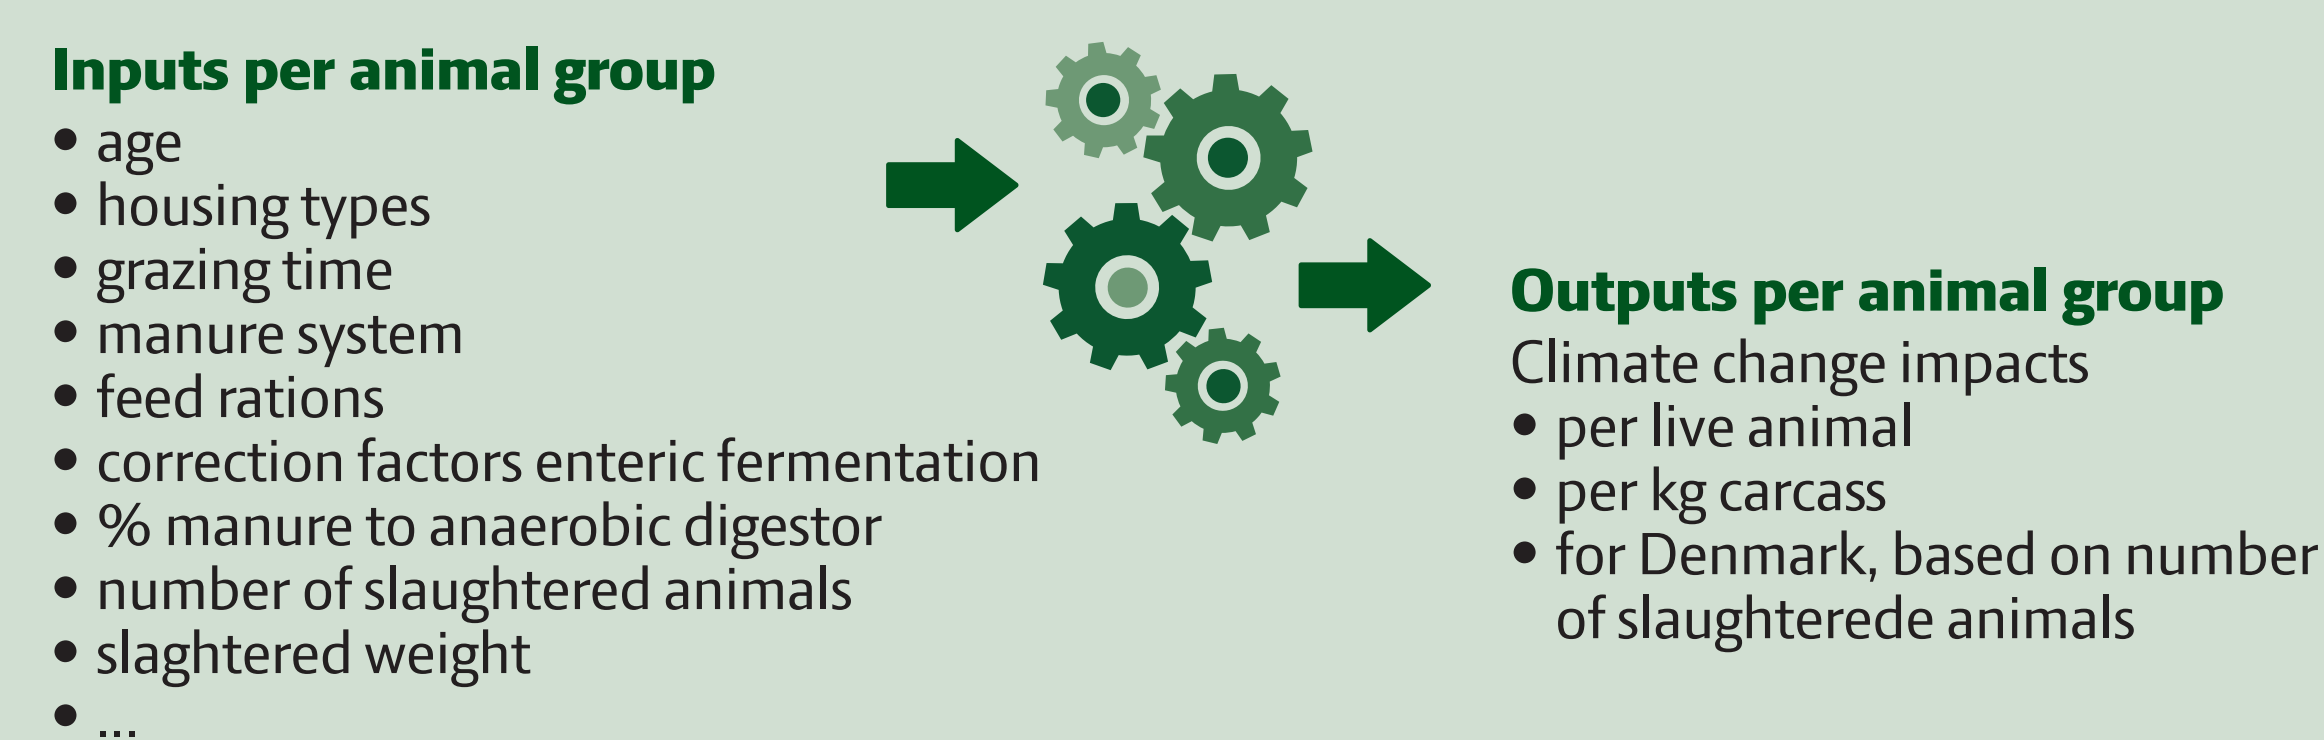 Inputs per animal group
• age
• housing types
• grazing time
• manure system
• feed rations
• correction factors enteric fermentation
• % manure to anaerobic digestor
• number of slaughtered animals
• slaghtered weight
• ...
Outputs per animal group
Climate change impacts
• per live animal
• per kg carcass
• for Denmark, based on number
of slaughterede animals